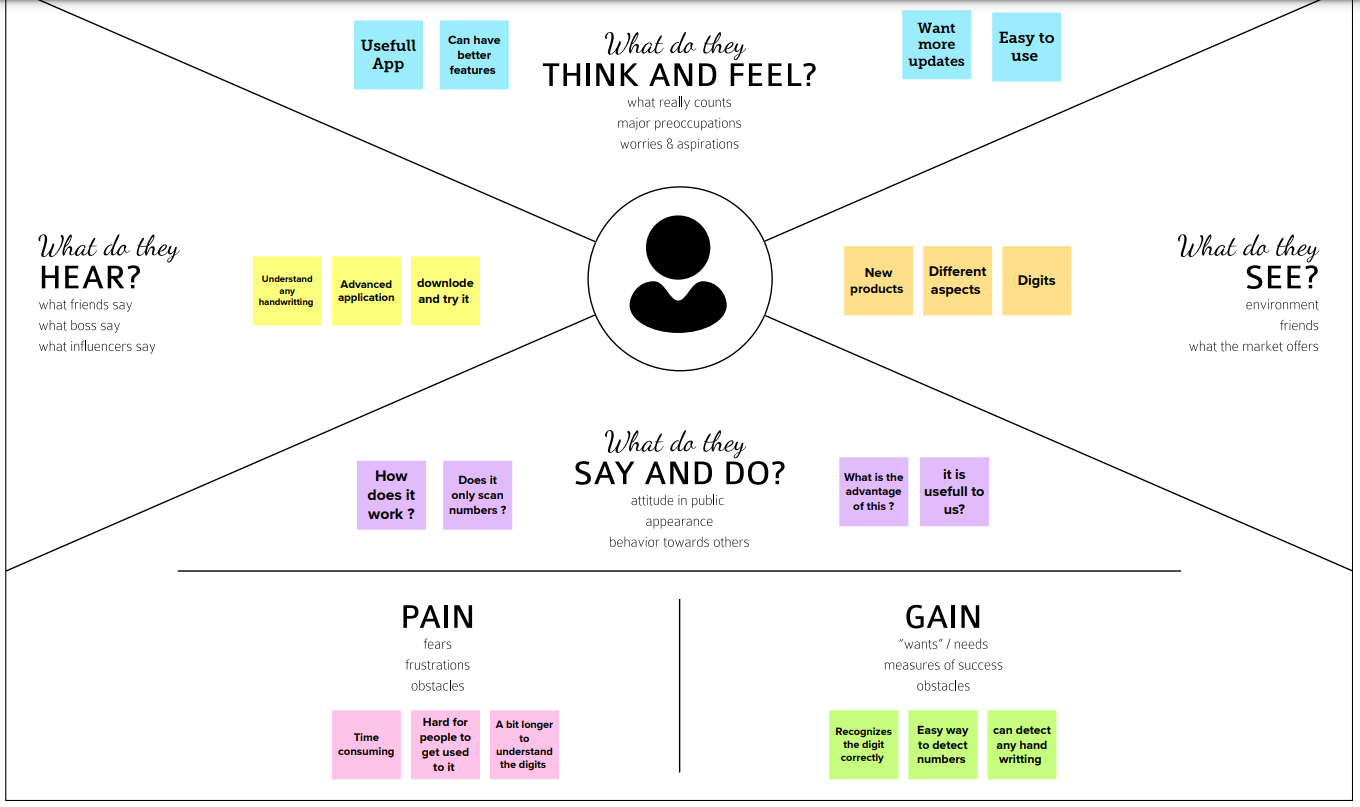 Usefull
App
Can have
better
features
What do they
THINK AND FEEL?
what really counts
major preoccupations
worries & aspirations
Want
more
updates
Easy to
use
What do they
HEAR?
what friends say
what boss say
what influencers say
Understand
any
handwritting
Advanced
application
downlode
and try it
New
products
Different
aspects
Digits
What do they
SEE?
environment
friends
what the market offers
How
does it
work ?
Does it
only scan
numbers ?
What do they
SAY AND DO?
attitude in public
appearance
behavior towards others
What is the
advantage
of this ?
it is
usefull to
us?
PAIN
fears
frustrations
obstacles
Time
consuming
Hard for
people to
get used
to it
A bit longer
to
understand
the digits
GAIN
"wants" / needs
measures of success
obstacles
Recognizes
the digit
correctly
Easy way
to detect
numbers
can detect
any hand
writting